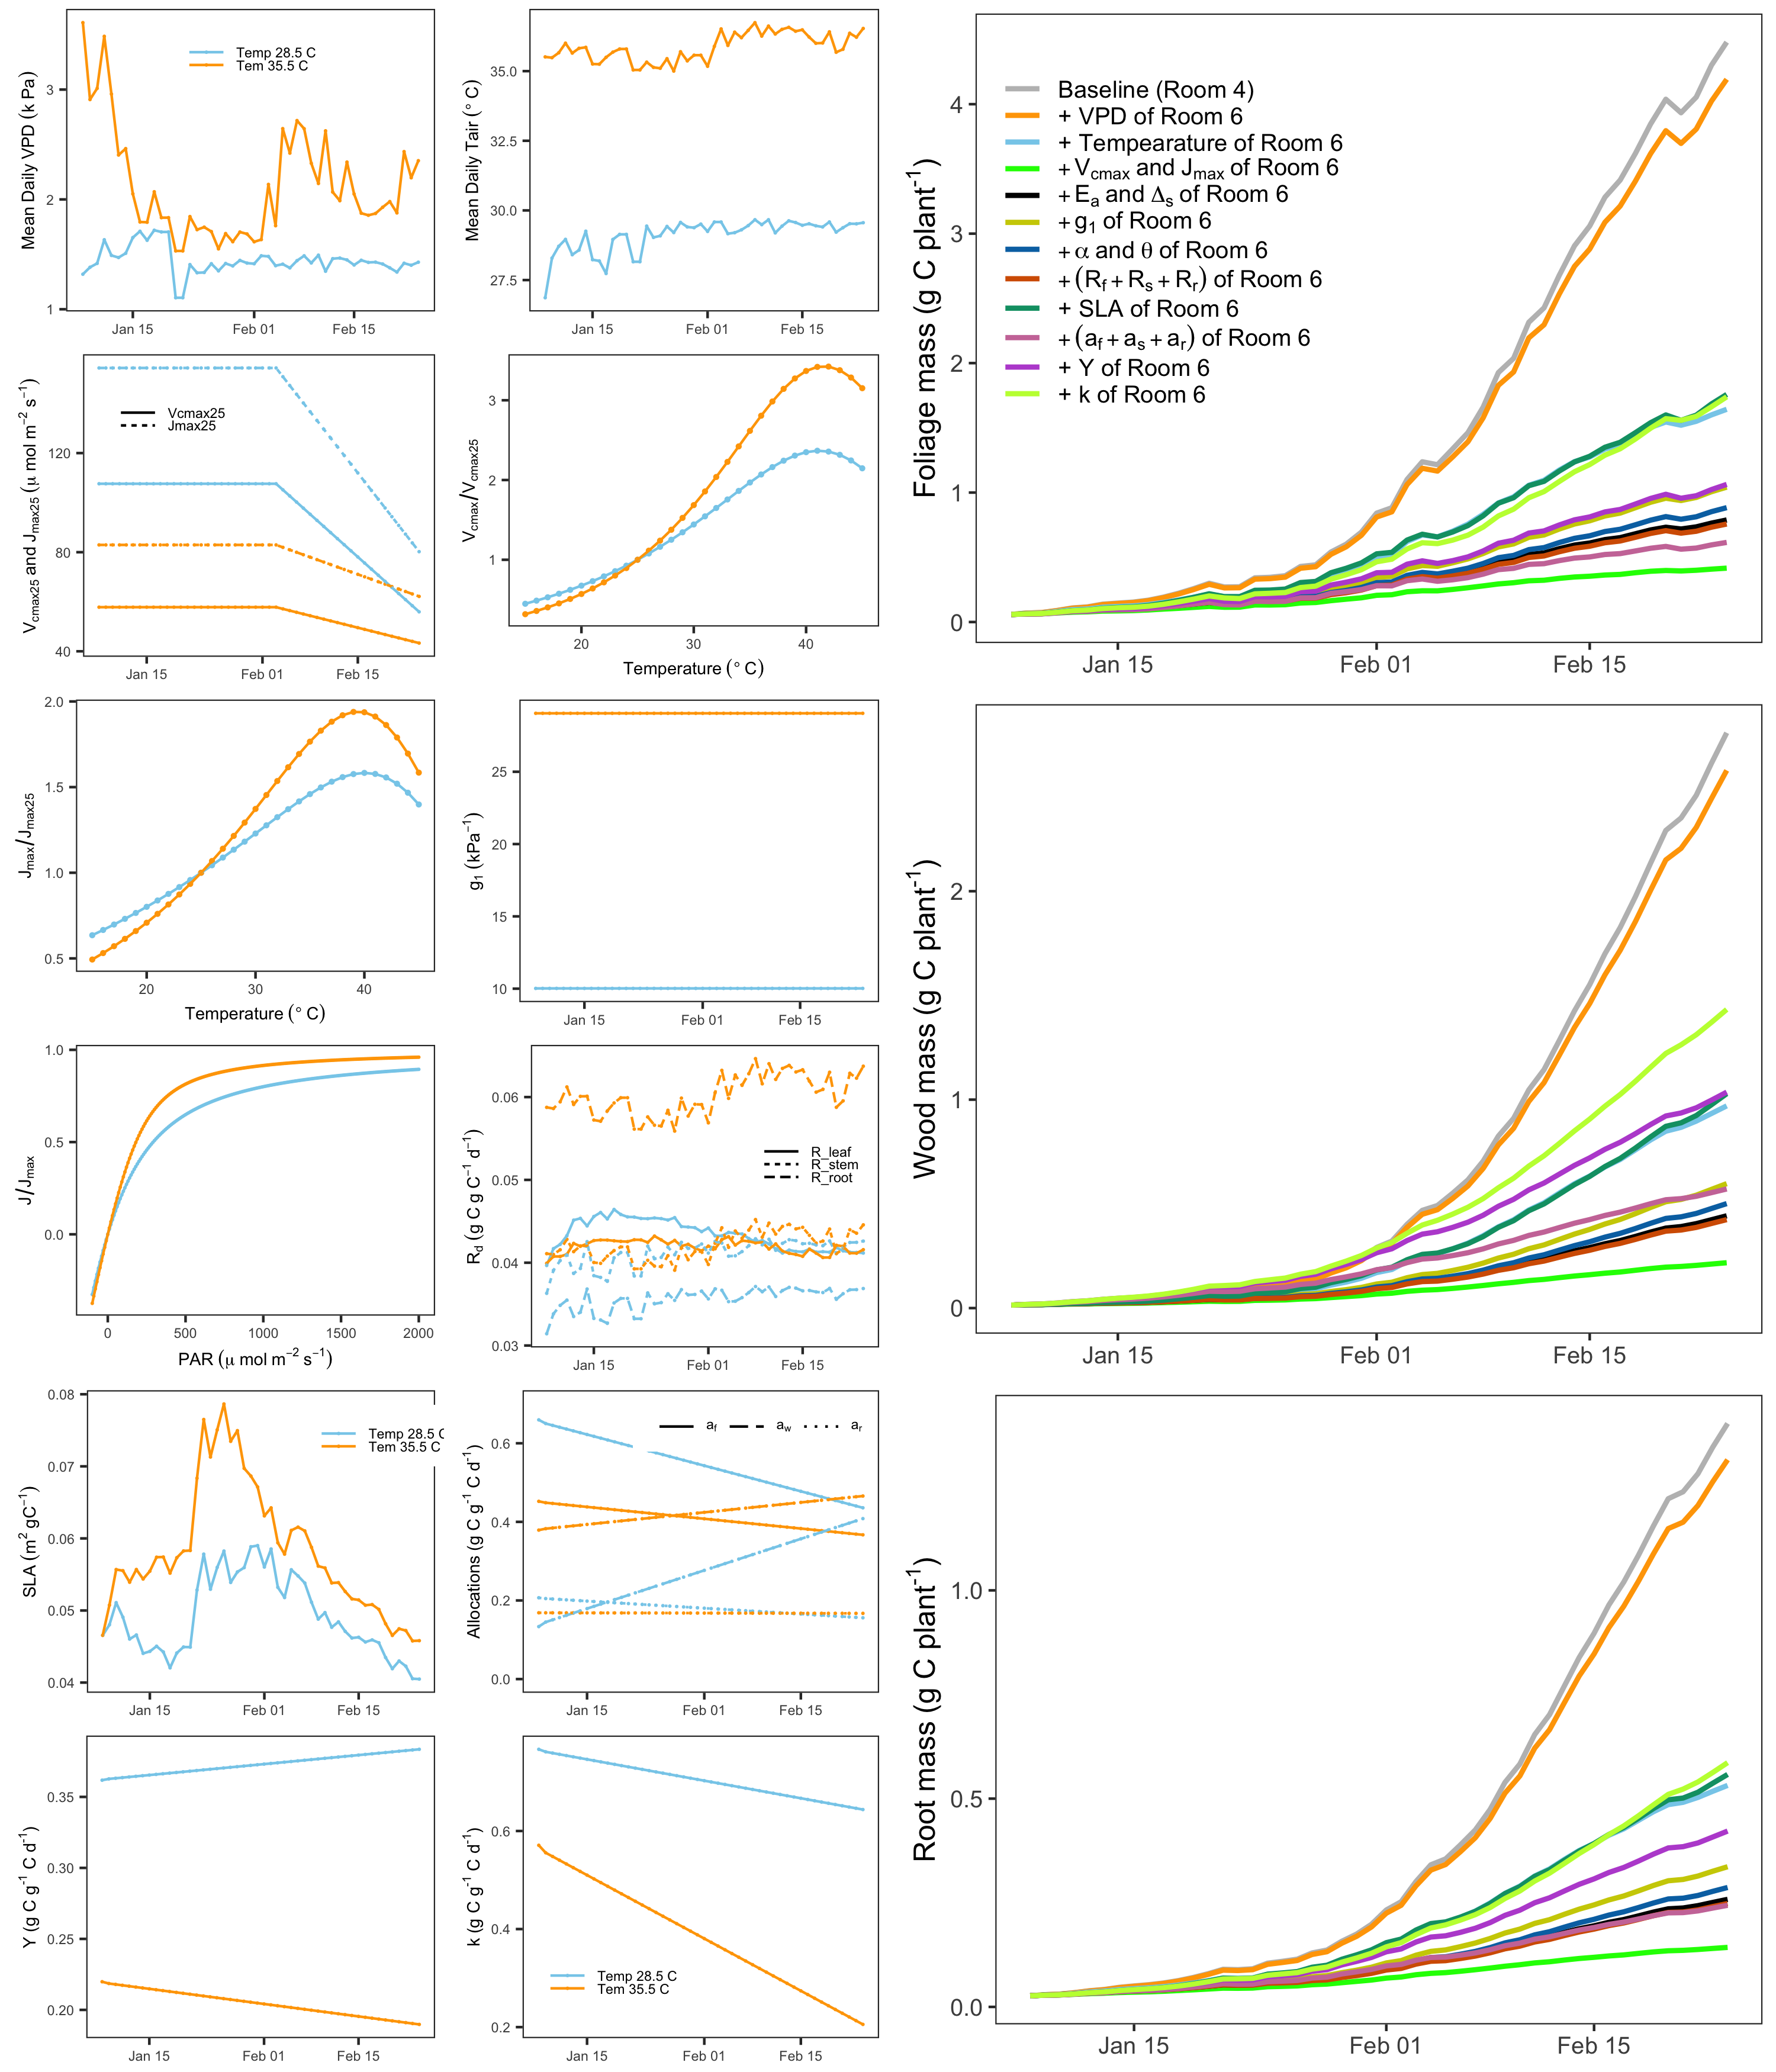 Mean Daily VPD (k Pa)
3
2
1
Temp 28.5 C
Tem 35.5 C
Jan 15
Feb 01
Feb 15
Mean Daily Tair (° C)
35.0
32.5
30.0
27.5
Jan 15
Feb 01
Feb 15
Vcmax25 and Jmax25 (μ mol m−2 s−1)
120
80
40
Vcmax25
Jmax25
Jan 15
Feb 01
Feb 15
Vcmax/Vcmax25
3
2
1
20
30
40
Temperature (° C)
Jmax/Jmax25
2.0
1.5
1.0
0.5
20
30
40
Temperature (° C)
g1 (kPa−1)
25
20
15
10
Jan 15
Feb 01
Feb 15
J/Jmax
1.0
0.5
0.0
0
500
1000
1500
2000
PAR (μ mol m−2 s−1)
Rd (g C g C−1 d−1)
0.06
0.05
0.04
0.03
R_leaf
R_stem
R_root
Jan 15
Feb 01
Feb 15
SLA (m2 gC−1)
0.08
0.07
0.06
0.05
0.04
Temp 28.5 C
Tem 35.5 C
Jan 15
Feb 01
Feb 15
Allocations (g C g−1 C d−1)
0.6
0.4
0.2
0.0
af
aw
ar
Jan 15
Feb 01
Feb 15
Y (g C g−1 C d−1)
0.35
0.30
0.25
0.20
Jan 15
Feb 01
Feb 15
k (g C g−1 C d−1)
0.6
0.4
0.2
Temp 28.5 C
Tem 35.5 C
Jan 15
Feb 01
Feb 15
Foliage mass (g C plant-1)
4
3
2
1
0
Baseline (Room 4)
+ VPD of Room 6
+ Tempearature of Room 6
+ Vcmax and Jmax of Room 6
+ Ea and Δs of Room 6
+ g1 of Room 6
+ α and θ of Room 6
+ (Rf + Rs + Rr) of Room 6
+ SLA of Room 6
+ (af + as + ar) of Room 6
+ Y of Room 6
+ k of Room 6
Jan 15
Feb 01
Feb 15
Wood mass (g C plant-1)
2
1
0
Jan 15
Feb 01
Feb 15
Root mass (g C plant-1)
1.0
0.5
0.0
Jan 15
Feb 01
Feb 15